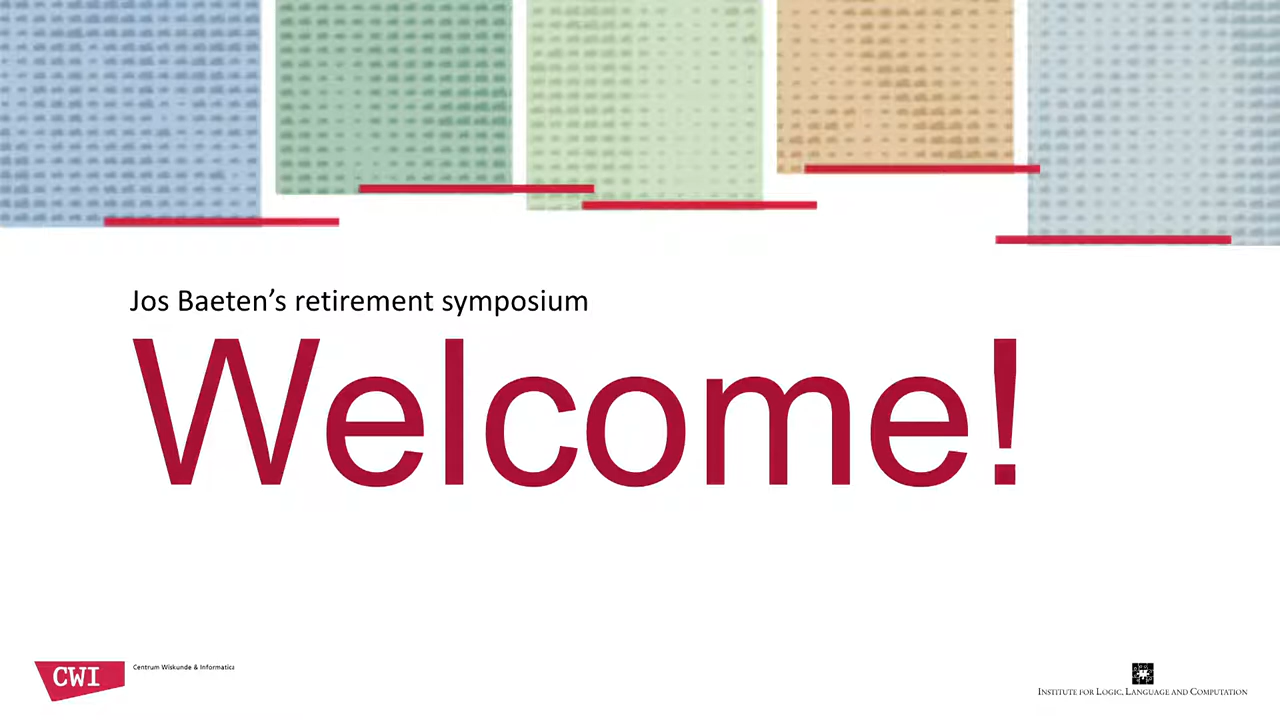 Jos Baeten’s retirement symposium
Welcome!
CWI
Centrum Wiskunde & Informatica
Institute for Logic, Language and Computation